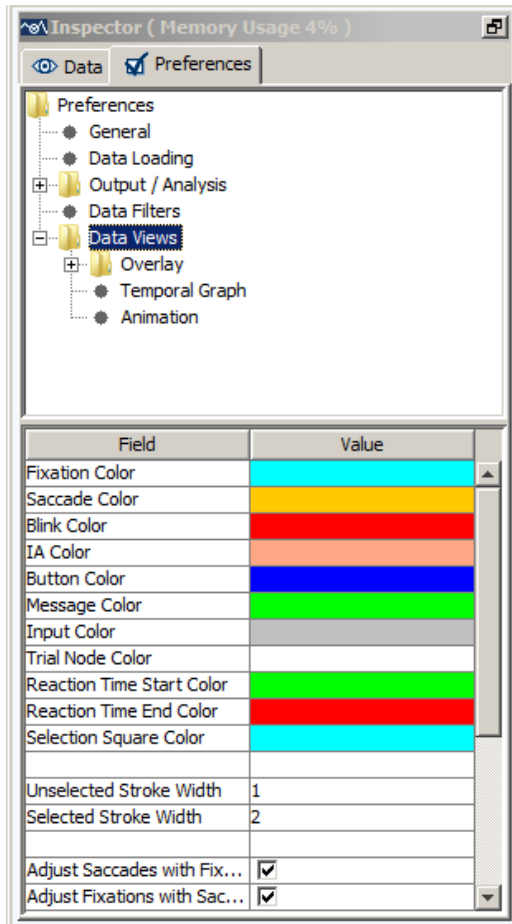 Inspector ( Memory Usage 4% )
Data Preferences
Preferences
General
Data Loading
Output / Analysis
Data Filters
Data Views
Overlay
Temporal Graph
Animation
Field Value
Fixation Color
Saccade Color
Blink Color
IA Color
Button Color
Message Color
Input Color
Trial Node Color
Reaction Time Start Color
Reaction Time End Color
Selection Square Color
Unselected Stroke Width 1
Selected Stroke Width 2
Adjust Saccades with Fix...
Adjust Fixations with Sac...